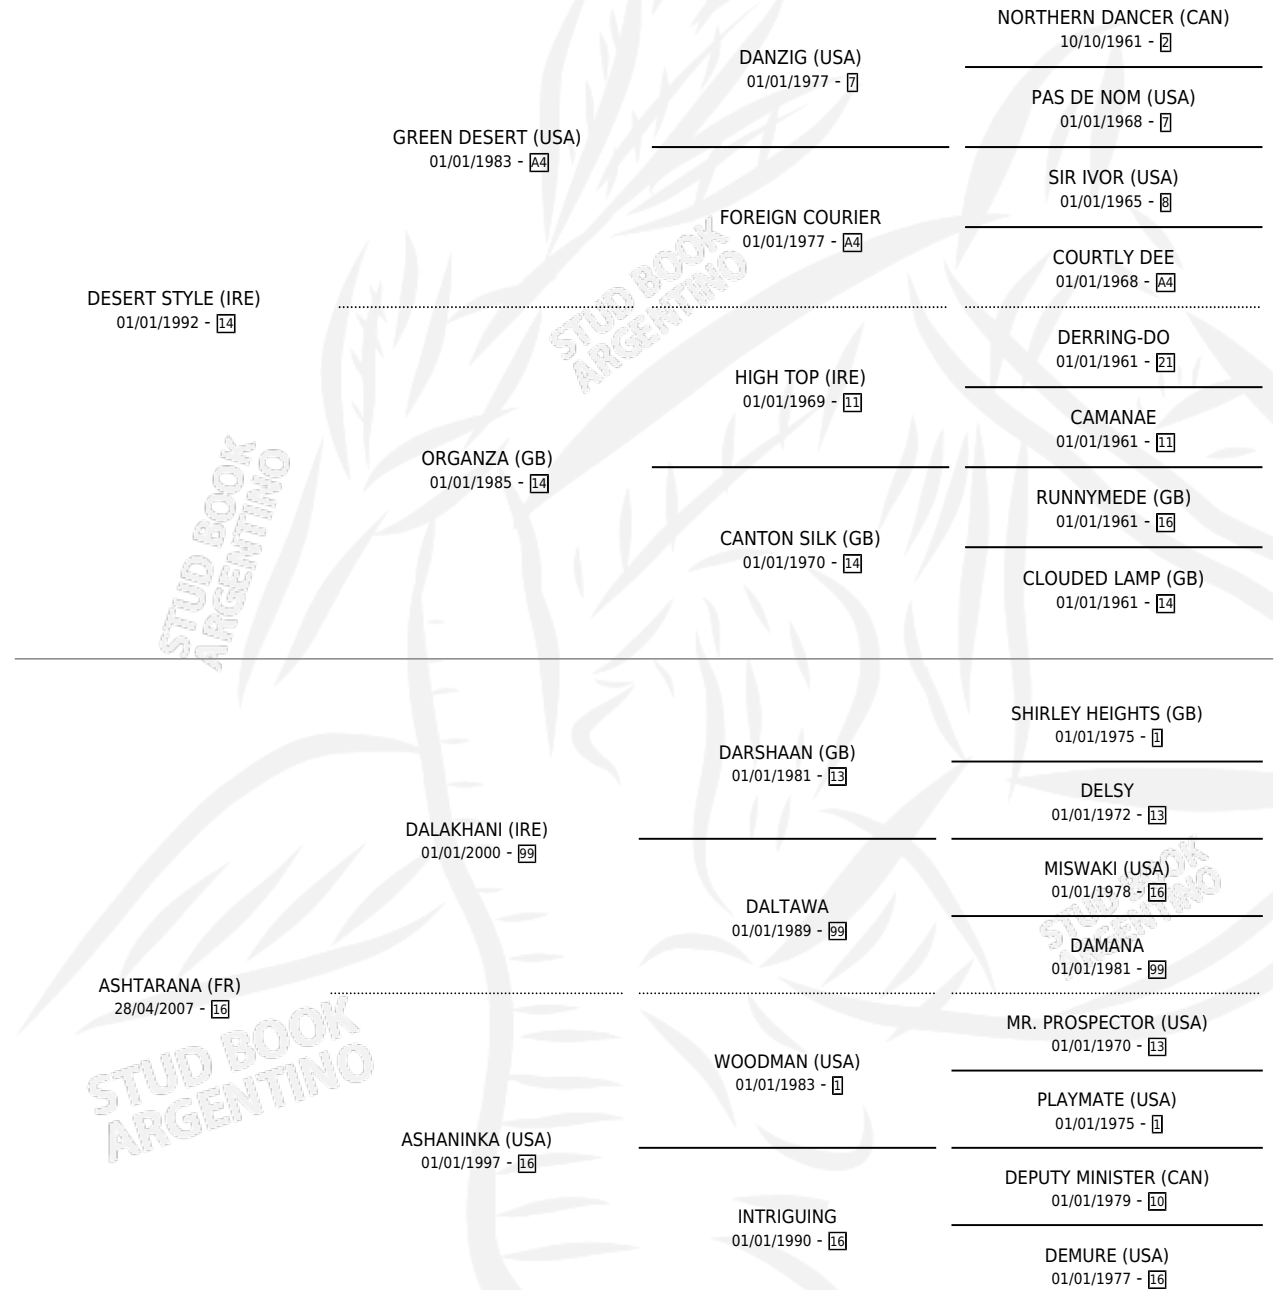 NORTHERN DANCER (CAN)
10/10/1961 - 2
DANZIG (USA)
01/01/1977 - 7
PAS DE NOM (USA)
01/01/1968 - 7
GREEN DESERT (USA)
01/01/1983 - A4
SIR IVOR (USA)
01/01/1965 - 8
FOREIGN COURIER
01/01/1977 - A4
COURTLY DEE
01/01/1968 - A4
DESERT STYLE (IRE)
01/01/1992 - 14
DERRING-DO
01/01/1961 - 21
HIGH TOP (IRE)
01/01/1969 - 11
CAMANAE
01/01/1961 - 11
ORGANZA (GB)
01/01/1985 - 14
RUNNYMEDE (GB)
01/01/1961 - 16
CANTON SILK (GB)
01/01/1970 - 14
CLOUDED LAMP (GB)
01/01/1961 - 14
STUD BOOK
ARGENTINO
STUD BOOK
ARGENTINO
SHIRLEY HEIGHTS (GB)
01/01/1975 - 1
DARSHAAN (GB)
01/01/1981 - 13
DELSY
01/01/1972 - 13
DALAKHANI (IRE)
01/01/2000 - 99
MISWAKI (USA)
01/01/1978 - 16
DALTAWA
01/01/1989 - 99
DAMANA
01/01/1981 - 99
STUD BOOK
ARGENTINO
ASHTARANA (FR)
28/04/2007 - 16
MR. PROSPECTOR (USA)
01/01/1970 - 13
WOODMAN (USA)
01/01/1983 - 1
PLAYMATE (USA)
01/01/1975 - 1
STUD BOOK
ARGENTINO
ASHANINKA (USA)
01/01/1997 - 16
DEPUTY MINISTER (CAN)
01/01/1979 - 10
INTRIGUING
01/01/1990 - 16
DEMURE (USA)
01/01/1977 - 16